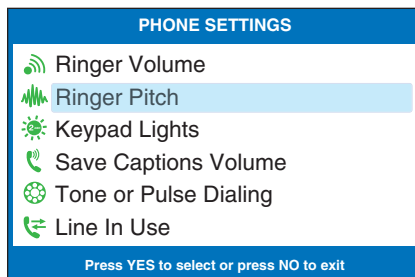 PHONE SETTINGS
Ringer Volume
Ringer Pitch
Keypad Lights
Save Captions Volume
Tone or Pulse Dialing
Line In Use
Press YES to select or press NO to exit